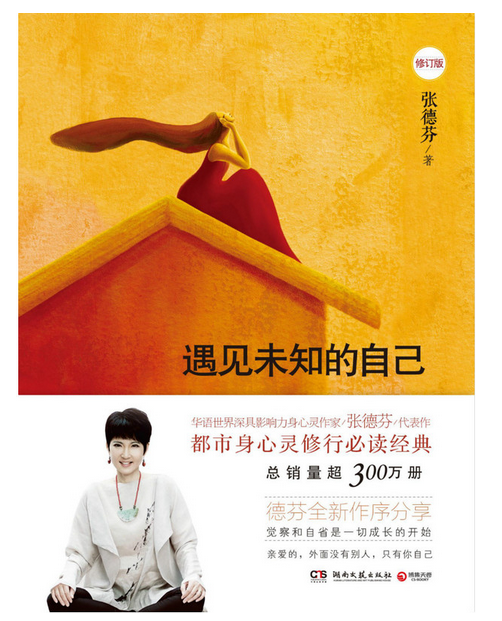 修订版
张德芬/著
遇见未知的自己
华语世界深具影响力身心灵作家/张德芬/代表作
都市身心灵修行必读经典
总销量超300万册
德芬全新作序分享
觉察和自省是一切成长的开始
亲爱的，外面没有别人，只有你自己
CS 湖南文艺出版社 博集天卷
CS-BOOKY